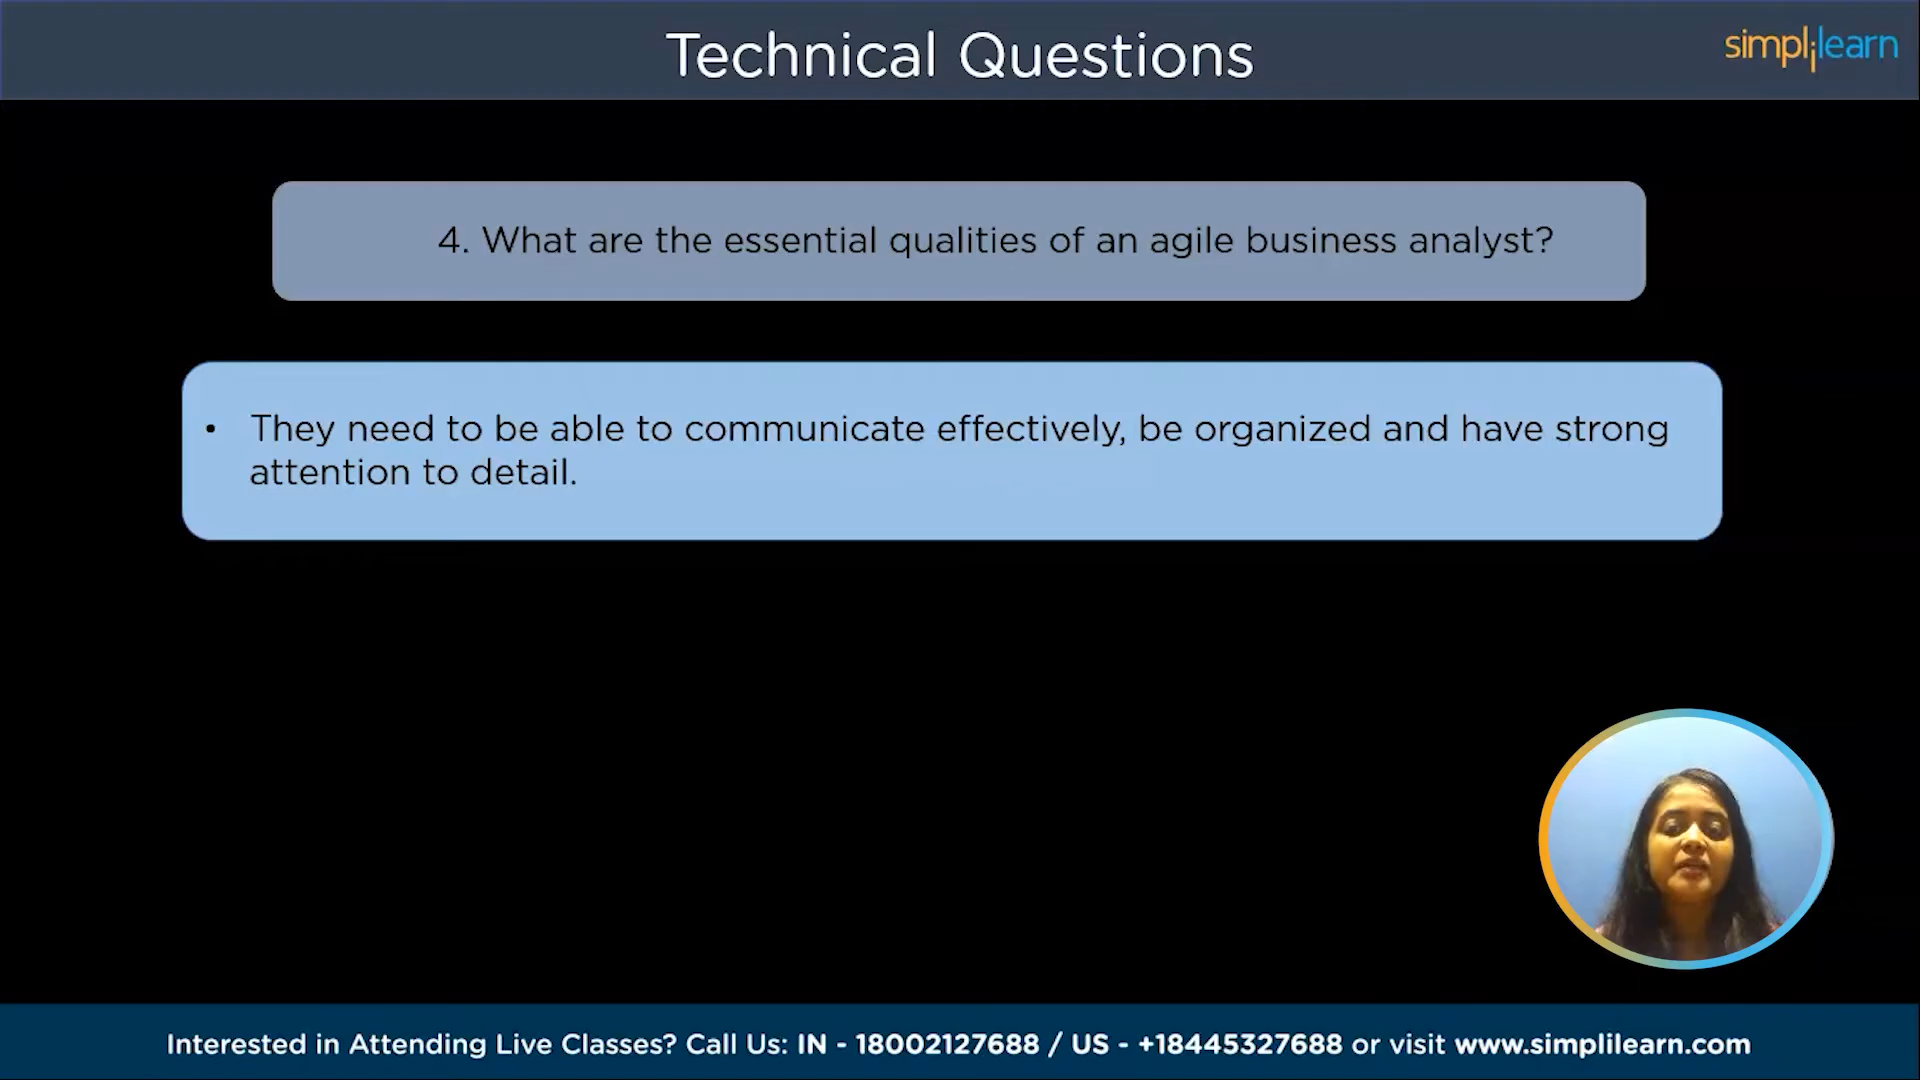 Technical Questions
simplilearn
4. What are the essential qualities of an agile business analyst?
• They need to be able to communicate effectively, be organized and have strong
attention to detail.
Interested in Attending Live Classes? Call Us: IN - 18002127688 / US - +18445327688 or visit www.simplilearn.com